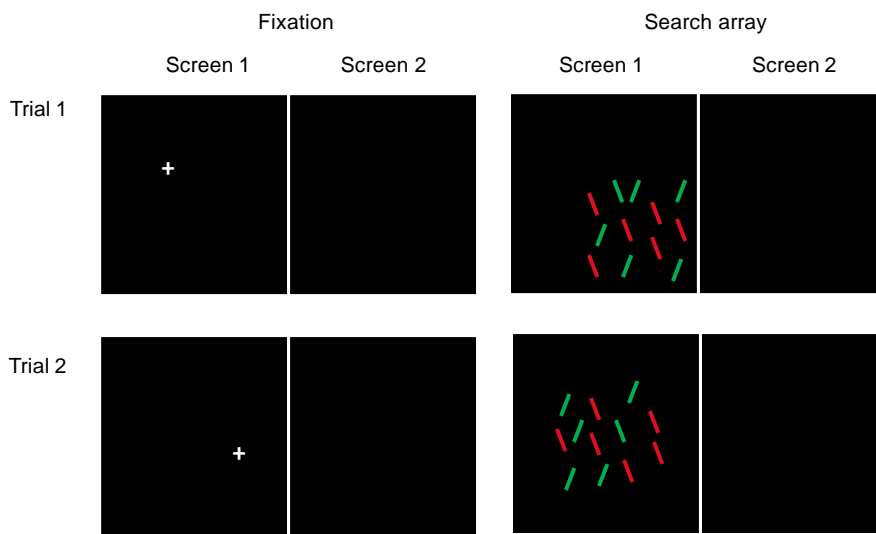 Fixation Search array
Screen 1 Screen 2 Screen 1 Screen 2
Trial 1
Trial 2